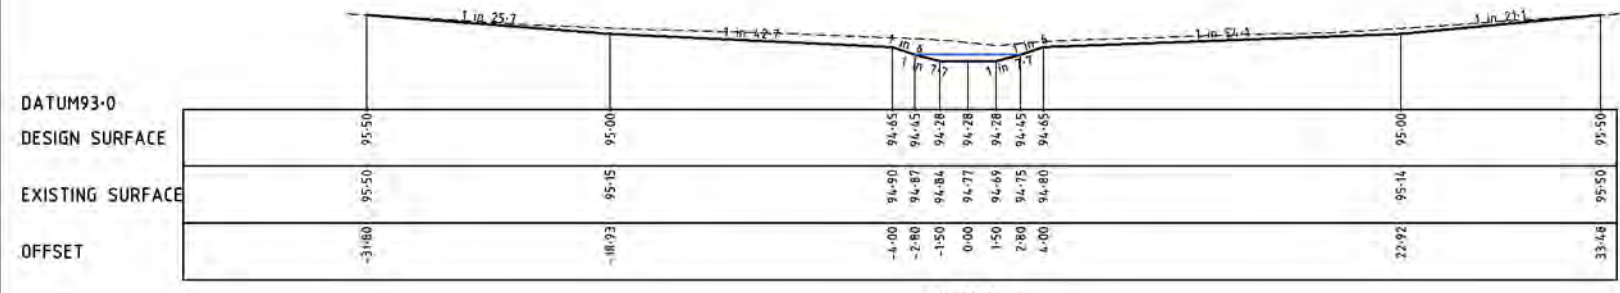 1 in 25·7
1 in 42·7
1 in 6
1 in 7·7
1 in 7·7
1 in 6
1 in 54·1
1 in 21·1
DATUM93·0
DESIGN SURFACE 95·50 95·00 94·65 94·45 94·28 94·28 94·28 94·45 94·65 95·00 95·50
EXISTING SURFACE 95·50 95·15 94·90 94·87 94·84 94·77 94·69 94·75 94·80 95·14 95·50
OFFSET -31·80 -18·93 -4·00 -2·80 -1·50 0·00 1·50 2·80 4·00 22·92 33·48